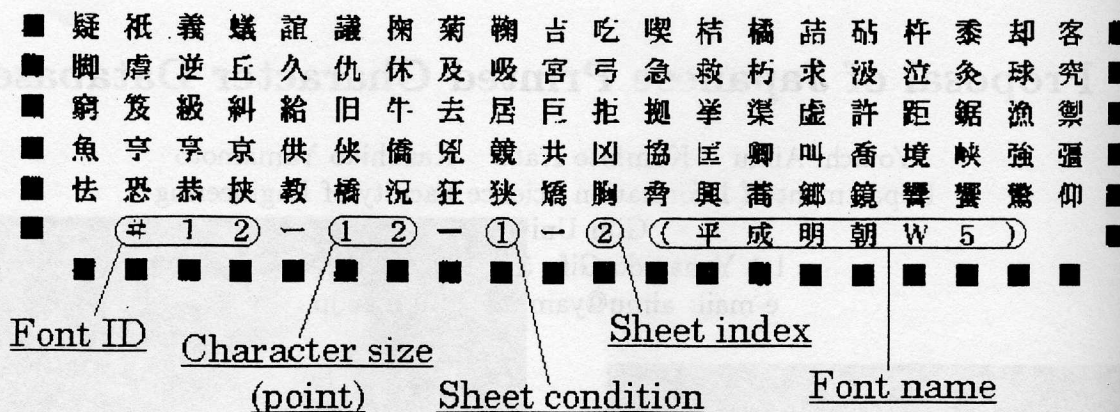 Proposal of Japanese Printed Character Database
疑祇義蟻誼議掬菊鞠吉吃喫桔橘詰砧杵黍却客
脚虐逆丘久仇休及吸宮弓急救朽求汲泣灸球究
窮笈級糾給旧牛去居巨拒拠挙渠虚許距鋸漁禦
魚亨享京供侠僑兇競共凶協匡卿叫喬境峡強彊
怯恐恭挟教橋況狂狭矯胸脅興蕎郷鏡響饗驚仰
#12-12-1 2(平成明朝W5)
Font ID
Character size
(point)
Sheet condition
Sheet index
Font name